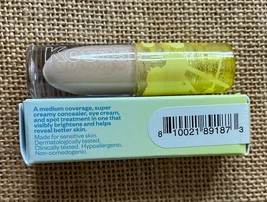 A medium coverage, super
creamy concealer, eye cream,
and spot treatment in one that
visibly brightens and helps
reveal better skin.
Made for sensitive skin.
Dermatologically tested.
Clinically tested. Hypoallergenic.
Non-comedogenic.
8 10021 89187 3